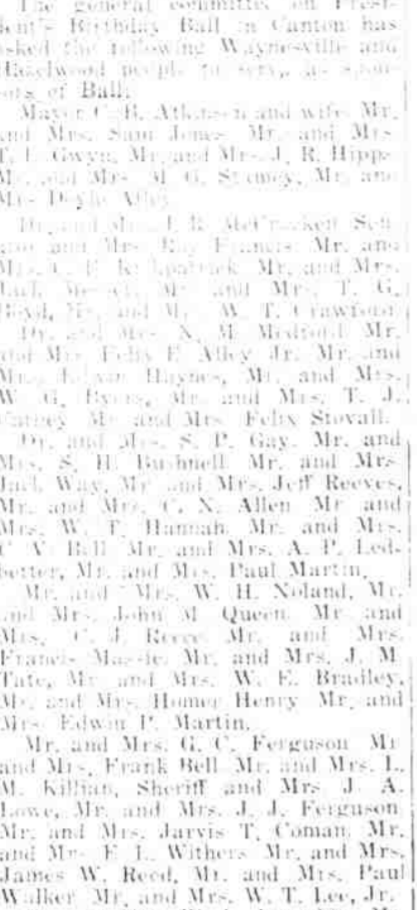 The general committee on Presi-
dent's Birthday Ball in Canton has
asked the following Waynesville and
Hazelwood people to serve as spon-
sors of Ball:
Mayor C. B. Atkinson and wife Mr.
and Mrs. Sam Jones Mr. and Mrs
T. L. Gwyn, Mr. and Mrs. J. R. Hipps
Mr. and Mrs. M. G. Stamey, Mr. and
Mrs Doyle Alley
Dr. and Mrs. J. R. McCracken Sen-
ator and Mrs Roy Francis Mr. and
Mrs. C. E. Kirkpatrick Mr. and Mrs.
Jack Messer, Mr. and Mrs. T. G.
Boyd, Mr. and Mrs. W. T. Crawford
Dr. and Mrs. N. M. Medford Mr.
and Mrs Felix E. Alley Jr. Mr. and
Mrs. Edwin Haynes, Mr. and Mrs.
W. G. Byers, Mr. and Mrs. T. J.
Mr. and Mrs Felix Stovall.
Dr. and Mrs. S. P. Gay. Mr. and
Mrs. S. H. Bushnell Mr. and Mrs
Jack Way, Mr. and Mrs. Jeff Reeves,
Mr. and Mrs. C. N. Allen Mr. and
Mrs. W. T. Hannah Mr. and Mrs.
C. V. Bell Mr. and Mrs. A. P. Led-
better, Mr. and Mrs. Paul Martin.
Mr. and Mrs. W. H. Noland, Mr.
and Mrs. John M Queen Mr. and
Mrs. C. J. Reece Mr. and Mrs.
Francis Massie Mr. and Mrs. J. M
Tate, Mr. and Mrs. W. E. Bradley,
Mr. and Mrs. Homer Henry Mr. and
Mrs. Edwin P. Martin.
Mr. and Mrs. G. C. Ferguson Mr
and Mrs. Frank Bell Mr. and Mrs. L.
M. Killian, Sheriff and Mrs J. A.
Lowe, Mr. and Mrs. J. J. Ferguson
Mr. and Mrs. Jarvis T. Coman Mr.
and Mrs E. L. Withers Mr. and Mrs.
James W. Reed, Mr. and Mrs. Paul
Walker Mr. and Mrs. W. T. Lee, Jr.